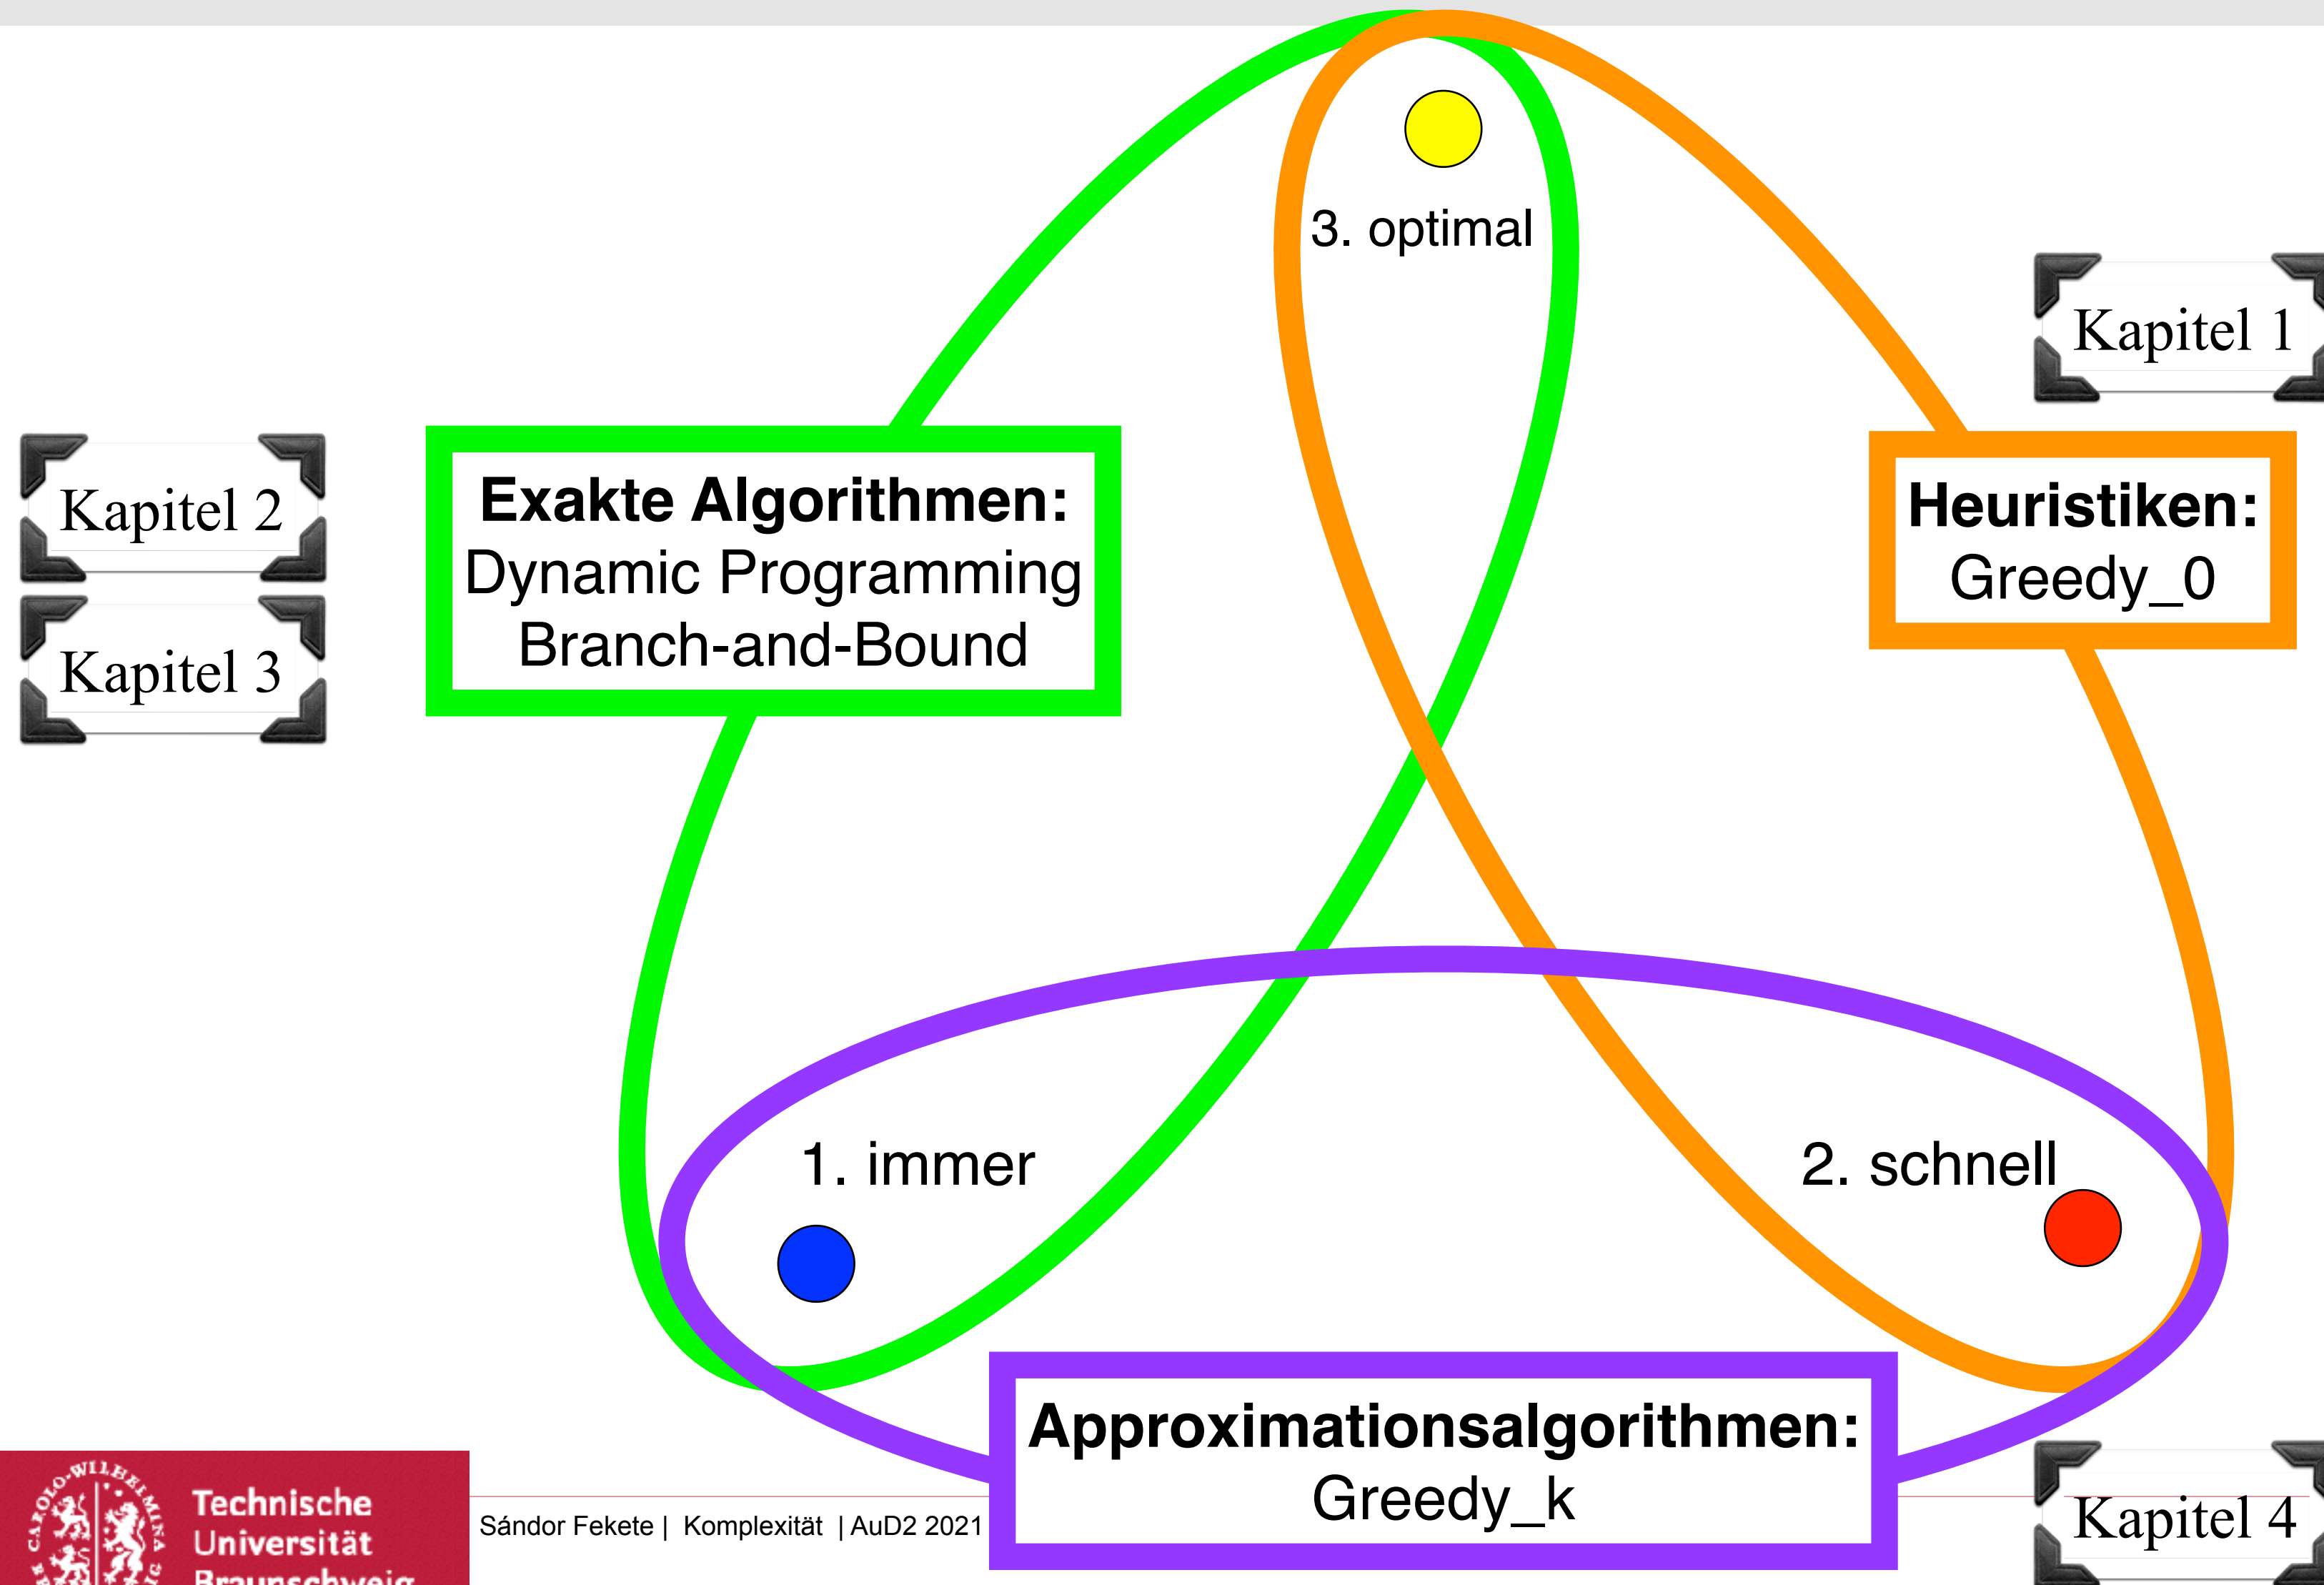 3. optimal
Kapitel 1
Kapitel 2
Kapitel 3
Exakte Algorithmen:
Dynamic Programming
Branch-and-Bound
Heuristiken:
Greedy_0
1. immer
2. schnell
Approximationsalgorithmen:
Greedy_k
Kapitel 4
Technische
Universität
Braunschweig
Sándor Fekete | Komplexität | AuD2 2021